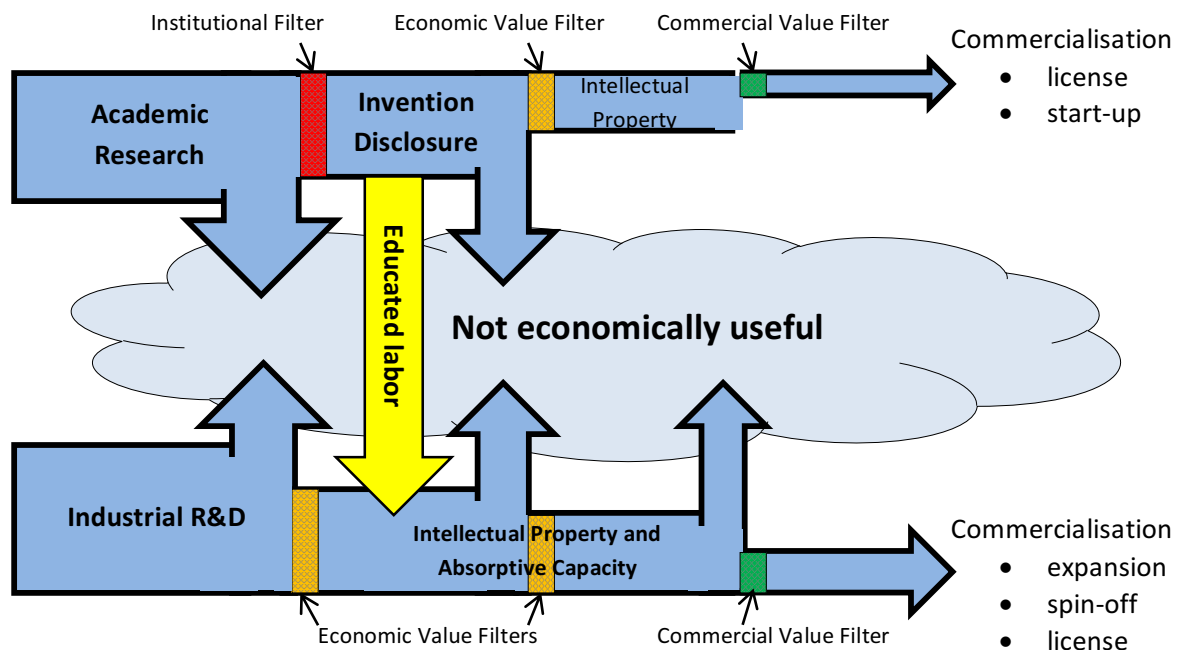 Institutional Filter
Economic Value Filter
Commercial Value Filter
Commercialisation
• license
• start-up
Academic
Research
Invention
Disclosure
Intellectual
Property
Educated labor
Not economically useful
Industrial R&D
Intellectual Property and
Absorptive Capacity
Commercialisation
• expansion
• spin-off
• license
Economic Value Filters
Commercial Value Filter